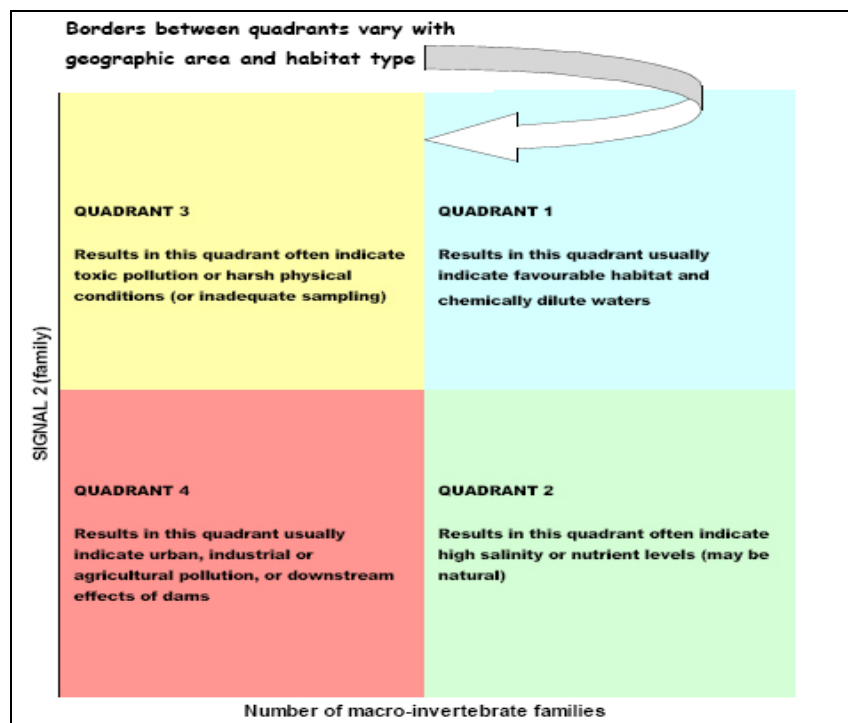 Borders between quadrants vary with
geographic area and habitat type
QUADRANT 3
Results in this quadrant often indicate
toxic pollution or harsh physical
conditions (or inadequate sampling)
QUADRANT 1
Results in this quadrant usually
indicate favourable habitat and
chemically dilute waters
SIGNAL 2 (family)
QUADRANT 4
Results in this quadrant usually
indicate urban, industrial or
agricultural pollution, or downstream
effects of dams
QUADRANT 2
Results in this quadrant often indicate
high salinity or nutrient levels (may be
natural)
Number of macro-invertebrate families